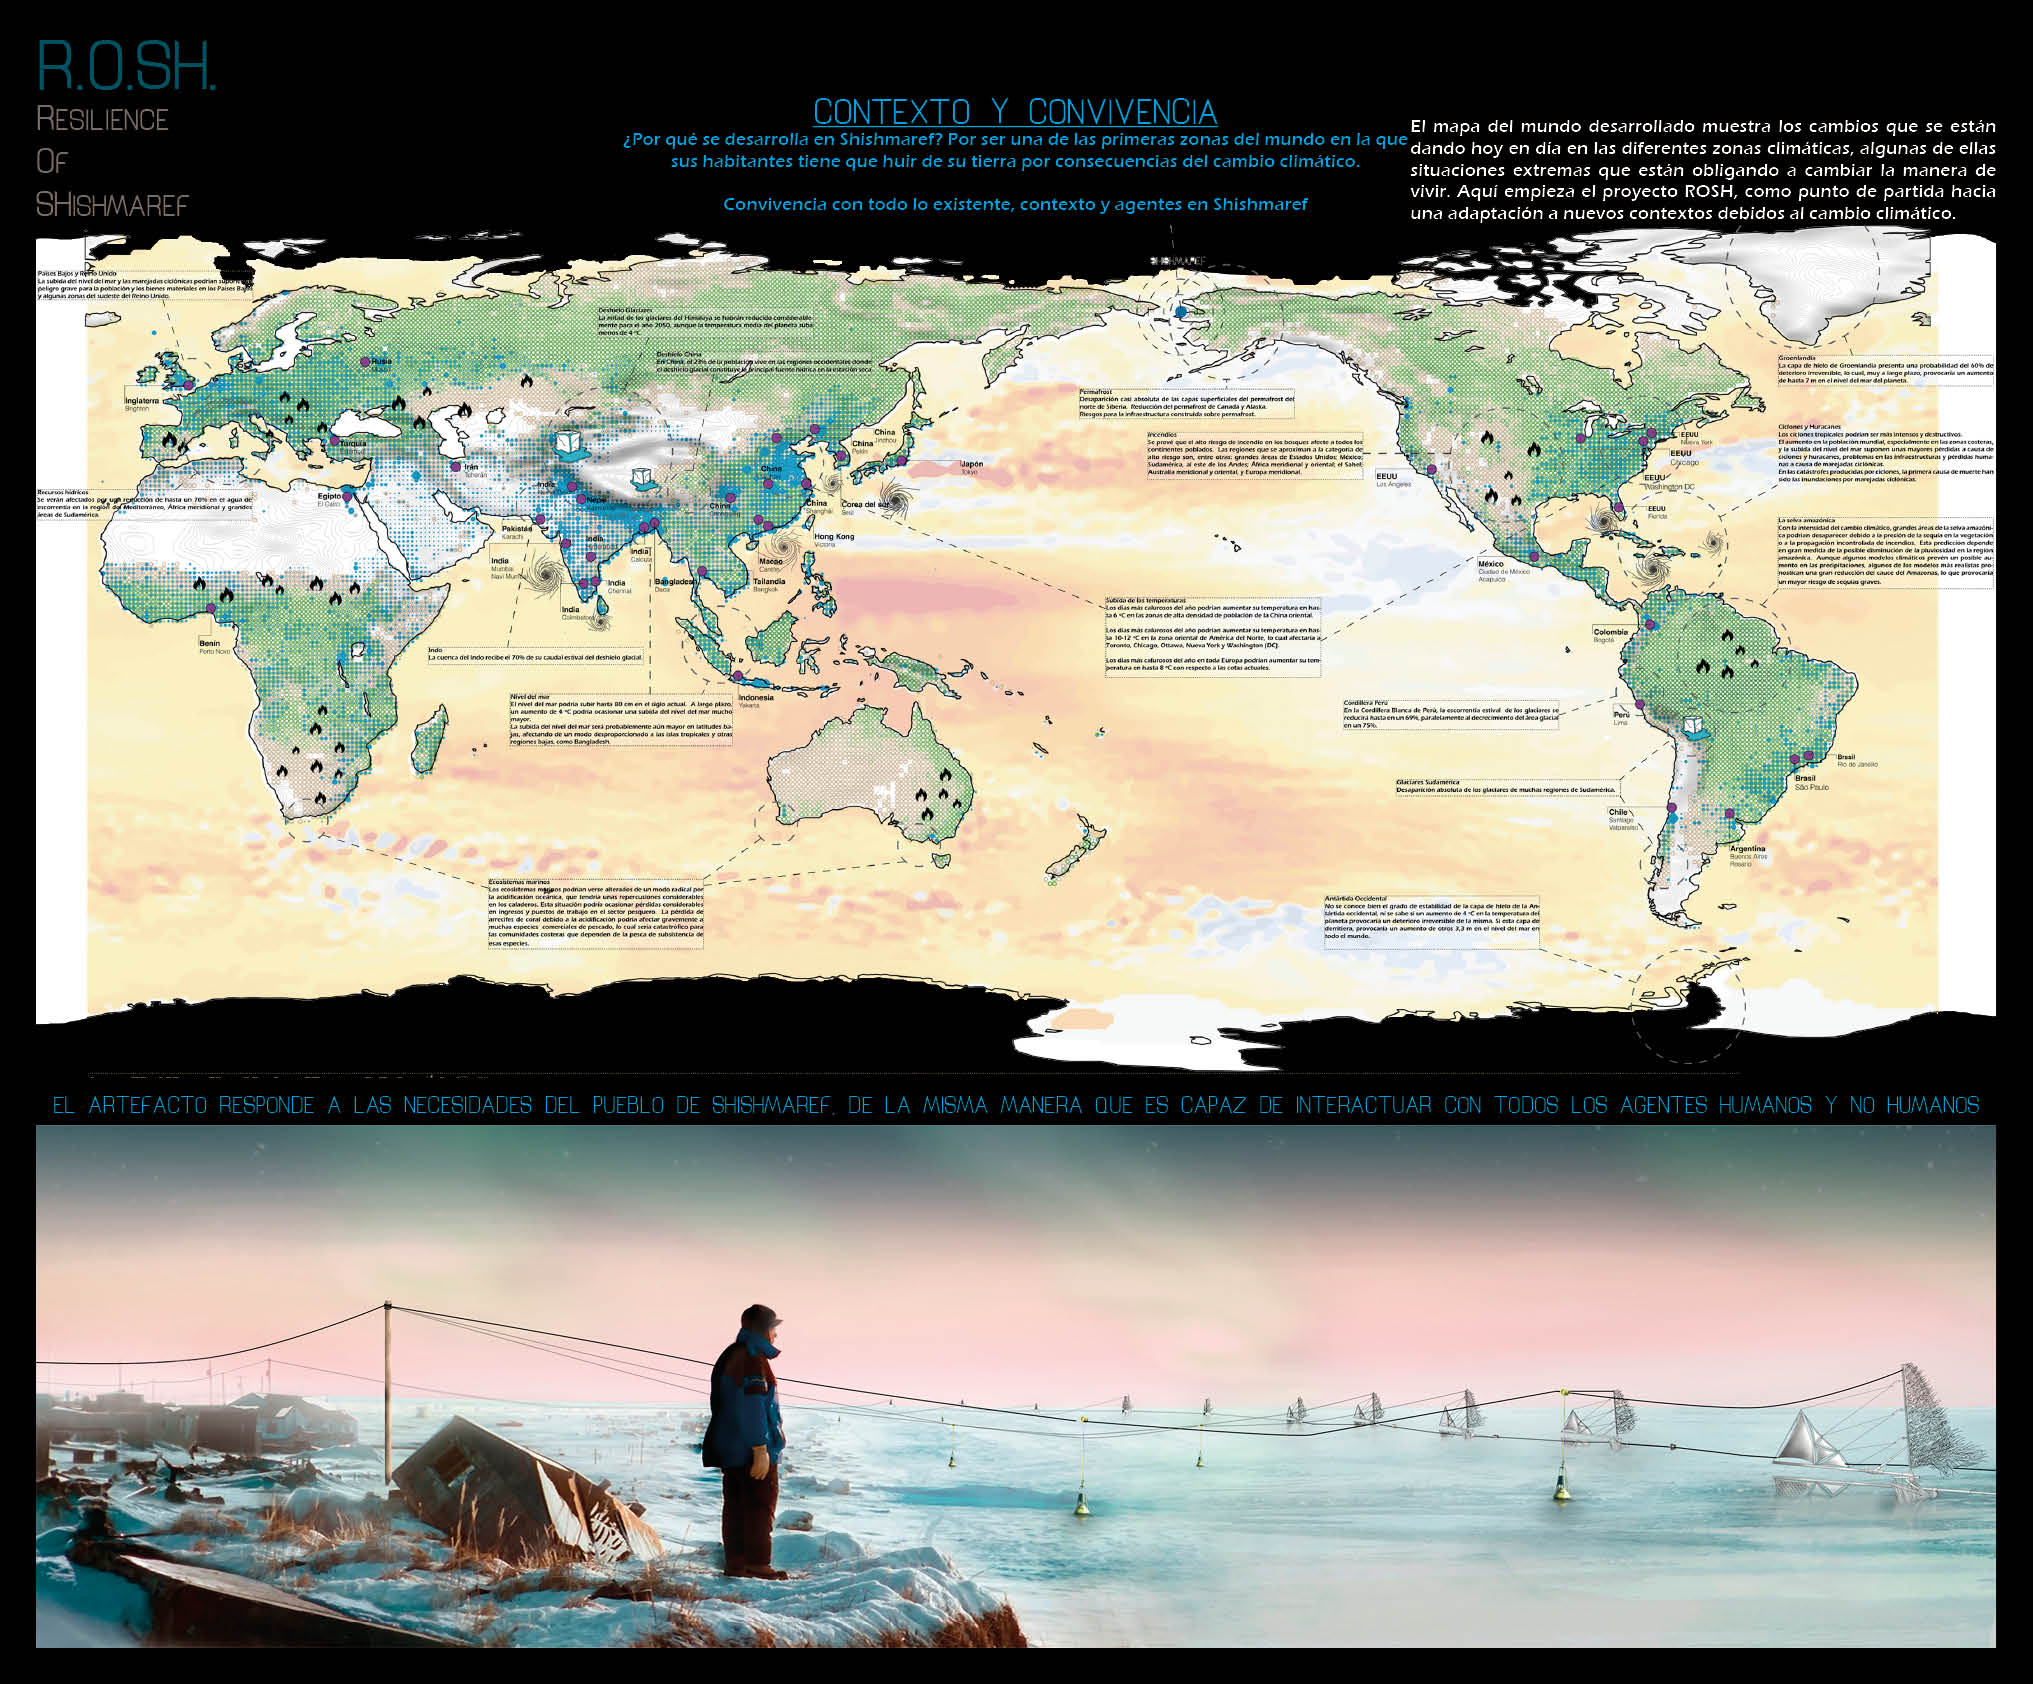 R.O.SH.
RESILIENCE
OF
SHISHMAREF
CONTEXTO Y CONVIVENCIA
¿Por qué se desarrolla en Shishmaref? Por ser una de las primeras zonas del mundo en la que
sus habitantes tiene que huir de su tierra por consecuencias del cambio climático.
Convivencia con todo lo existente, contexto y agentes en Shishmaref
El mapa del mundo desarrollado muestra los cambios que se están
dando hoy en día en las diferentes zonas climáticas, algunas de ellas
situaciones extremas que están obligando a cambiar la manera de
vivir. Aquí empieza el proyecto ROSH, como punto de partida hacia
una adaptación a nuevos contextos debidos al cambio climático.
SHISHMAREF
Países Bajos y Reino Unido
La subida del nivel del mar y las marejadas ciclónicas podrían
peligro grave para la población y los bienes materiales en los Países Bajos
y algunas zonas del sudeste del Reino Unido.
Deshielo Glaciares
La mitad de los glaciares del Himalaya se habrán reducido considerable-
mente para el año 2050, aunque la temperatura media del planeta suba
menos de 4 ºC.
Deshielo China
En China, el 23% de la población vive en las regiones occidentales donde
el deshielo glacial constituye la principal fuente hídrica en la estación seca.
Groenlandia
La capa de hielo de Groenlandia presenta una probabilidad del 60% de
deterioro irreversible, lo cual, muy a largo plazo, provocaría un aumento
de hasta 7 m en el nivel del mar del planeta.
Permafrost
Desaparición casi absoluta de las capas superficiales del permafrost del
norte de Siberia. Reducción del permafrost de Canadá y Alaska.
Riesgos para la infraestructura construida sobre permafrost.
Incendios
Se prevé que el alto riesgo de incendio en los bosques afecte a todos los
continentes poblados. Las regiones que se aproximan a la categoría de
alto riesgo son, entre otras: grandes áreas de Estados Unidos; México;
Sudamérica, al este de los Andes; África meridional y oriental; el Sahel;
Australia meridional y oriental, y Europa meridional.
Ciclones y Huracanes
Los ciclones tropicales podrían ser más intensos y destructivos.
El aumento en la población mundial, especialmente en las zonas costeras,
y la subida del nivel del mar suponen unas mayores pérdidas a causa de
ciclones y huracanes, problemas en las infraestructuras y pérdidas huma-
nas a causa de marejadas ciclónicas.
En las catástrofes producidas por ciclones, la primera causa de muerte han
sido las inundaciones por marejadas ciclónicas.
Recursos hídricos
Se verán afectados por una reducción de hasta un 70% en el agua de
escorrentía en la región del Mediterráneo, África meridional y grandes
áreas de Sudamérica.
La selva amazónica
Con la intensidad del cambio climático, grandes áreas de la selva amazóni-
ca podrían desaparecer debido a la presión de la sequía en la vegetación
o a la propagación incontrolada de incendios. Esta predicción depende
en gran medida de la posible disminución de la pluviosidad en la región
amazónica. Aunque algunos modelos climáticos prevén un posible au-
mento en las precipitaciones, algunos de los modelos más realistas pro-
nostican una gran reducción del cauce del Amazonas, lo que provocaría
un mayor riesgo de sequías graves.
Subida de las temperaturas
Los días más calurosos del año podrían aumentar su temperatura en has-
ta 6 ºC en las zonas de alta densidad de población de la China oriental.
Los días más calurosos del año podrían aumentar su temperatura en has-
ta 10-12 ºC en la zona oriental de América del Norte, lo cual afectaría a
Toronto, Chicago, Ottawa, Nueva York y Washington (DC).
Los días más calurosos del año en toda Europa podrían aumentar su tem-
peratura en hasta 8 ºC con respecto a las cotas actuales.
Indo
La cuenca del Indo recibe el 70% de su caudal estival del deshielo glacial.
Nivel del mar
El nivel del mar podría subir hasta 80 cm en el siglo actual. A largo plazo,
un aumento de 4 ºC podría ocasionar una subida del nivel del mar mucho
mayor.
La subida del nivel del mar será probablemente aún mayor en latitudes ba-
jas, afectando de un modo desproporcionado a las islas tropicales y otras
regiones bajas, como Bangladesh.
Cordillera Perú
En la Cordillera Blanca de Perú, la escorrentía estival de los glaciares se
reducirá hasta en un 69%, paralelamente al decrecimiento del área glacial
en un 75%.
Glaciares Sudamérica
Desaparición absoluta de los glaciares de muchas regiones de Sudamérica.
Ecosistemas marinos
Los ecosistemas marinos podrían verse alterados de un modo radical por
la acidificación oceánica, que tendría unas repercusiones considerables
en los caladeros. Esta situación podría ocasionar pérdidas considerables
en ingresos y puestos de trabajo en el sector pesquero. La pérdida de
arrecifes de coral debido a la acidificación podría afectar gravemente a
muchas especies comerciales de pescado, lo cual sería catastrófico para
las comunidades costeras que dependen de la pesca de subsistencia de
esas especies.
Antártida Occidental
No se conoce bien el grado de estabilidad de la capa de hielo de la An-
tártida occidental, ni se sabe si un aumento de 4 ºC en la temperatura del
planeta provocaría un deterioro irreversible de la misma. Si esta capa de
derritiera, provocaría un aumento de otros 3,3 m en el nivel del mar en
todo el mundo.
Inglaterra
Brighton
Rusia
Turquía
Irán
Teherán
Egipto
El Cairo
Benín
Porto Novo
Pakistán
Karachi
India
Nepal
India
Mumbai
Navi Mumbai
India
India
Calcuta
India
Chennai
India
Coimbatore
Bangladesh
Daca
Tailandia
Bangkok
Macao
Hong Kong
Victoria
China
China
China
Shanghái
China
Pekín
China
Jinzhou
Corea del sur
Seúl
Japón
Tokyo
Indonesia
Yakarta
EEUU
Los Ángeles
EEUU
Nueva York
EEUU
Chicago
EEUU
Washington DC
EEUU
Florida
México
Ciudad de México
Acapulco
Colombia
Bogotá
Perú
Lima
Brasil
Río de Janeiro
Brasil
São Paulo
Chile
Santiago
Valparaíso
Argentina
Buenos Aires
Rosario
EL ARTEFACTO RESPONDE A LAS NECESIDADES DEL PUEBLO DE SHISHMAREF, DE LA MISMA MANERA QUE ES CAPAZ DE INTERACTUAR CON TODOS LOS AGENTES HUMANOS Y NO HUMANOS